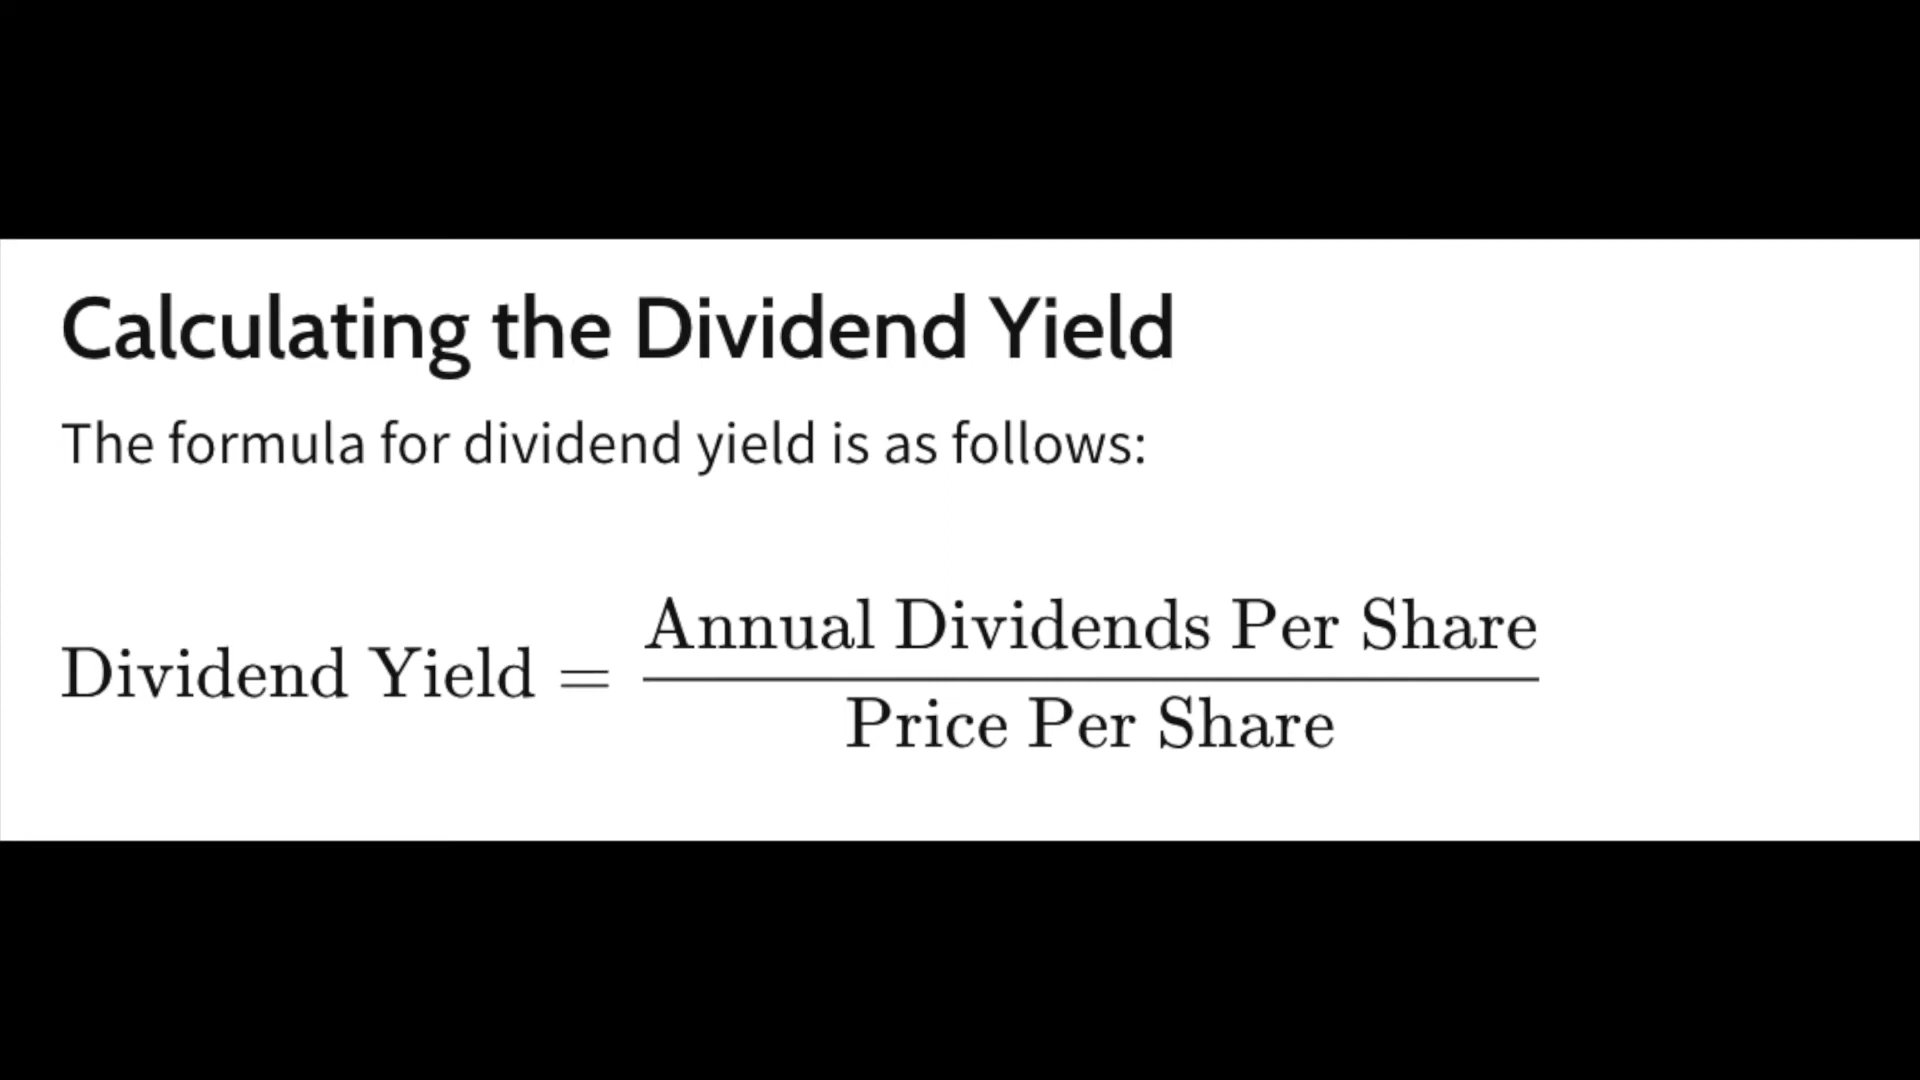 Calculating the Dividend Yield
The formula for dividend yield is as follows:
Dividend Yield = Annual Dividends Per Share
Price Per Share